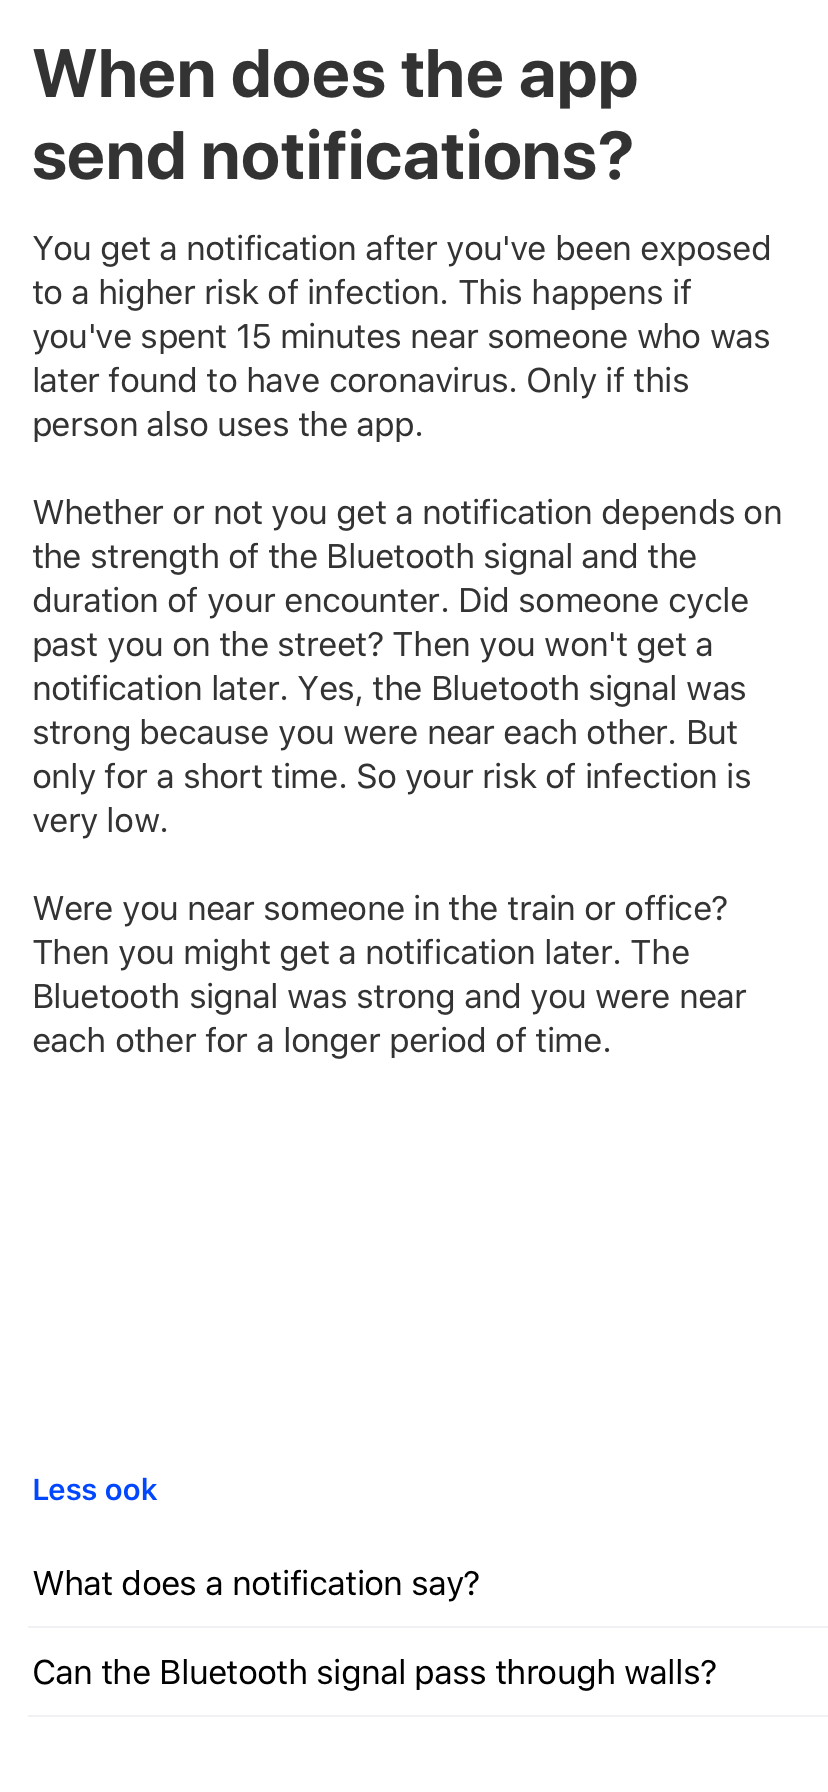 When does the app
send notifications?
You get a notification after you've been exposed
to a higher risk of infection. This happens if
you've spent 15 minutes near someone who was
later found to have coronavirus. Only if this
person also uses the app.
Whether or not you get a notification depends on
the strength of the Bluetooth signal and the
duration of your encounter. Did someone cycle
past you on the street? Then you won't get a
notification later. Yes, the Bluetooth signal was
strong because you were near each other. But
only for a short time. So your risk of infection is
very low.
Were you near someone in the train or office?
Then you might get a notification later. The
Bluetooth signal was strong and you were near
each other for a longer period of time.
Less ook
What does a notification say?
Can the Bluetooth signal pass through walls?